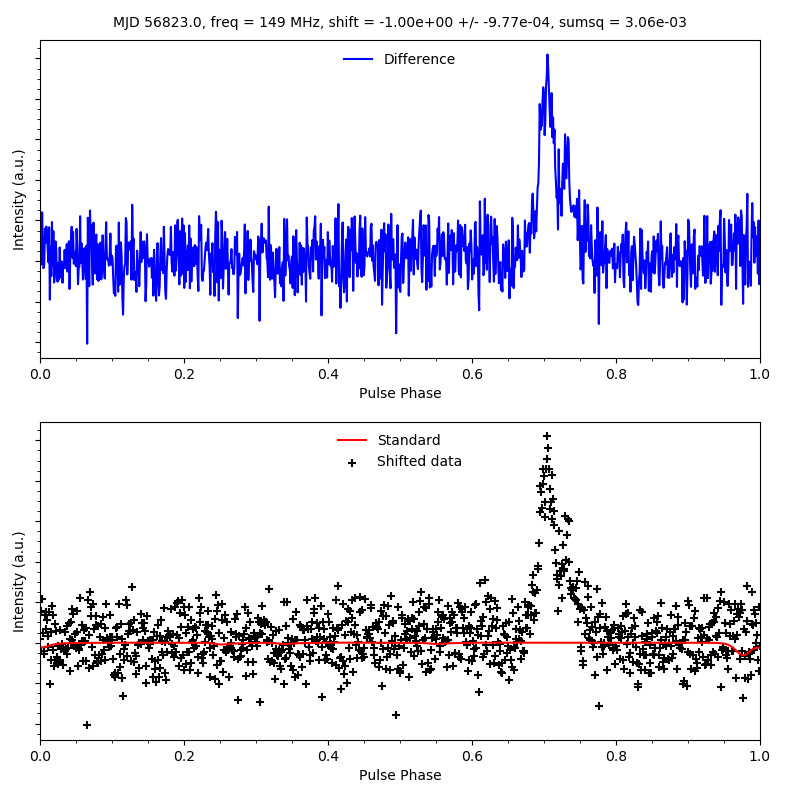 MJD 56823.0, freq = 149 MHz, shift = -1.00e+00 +/- -9.77e-04, sumsq = 3.06e-03
Difference
Intensity (a.u.)
0.0 0.2 0.4 0.6 0.8 1.0
Pulse Phase
Standard
Shifted data
Intensity (a.u.)
0.0 0.2 0.4 0.6 0.8 1.0
Pulse Phase